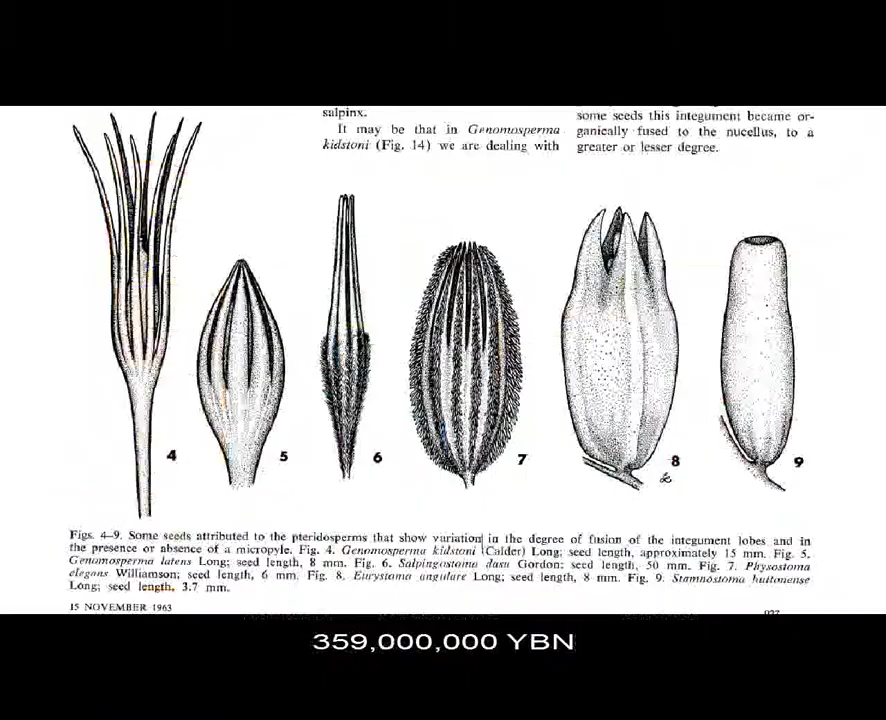 salpinx.
It may be that in Genomosperma
kidstoni (Fig. 14) we are dealing with
some seeds this integument became or-
ganically fused to the nucellus, to a
greater or lesser degree.
4
5
6
7
8
9
Figs. 4–9. Some seeds attributed to the pteridosperms that show variation in the degree of fusion of the integument lobes and in
the presence or absence of a micropyle. Fig. 4. Genomosperma kidstoni (Calder) Long; seed length, approximately 15 mm. Fig. 5.
Genomosperma latens Long; seed length, 8 mm. Fig. 6. Salpingostoma dasu Gordon; seed length, 50 mm. Fig. 7. Physostoma
elegans Williamson; seed length, 6 mm. Fig. 8. Eurystoma angulare Long; seed length, 8 mm. Fig. 9. Stamnostoma huttonense
Long; seed length, 3.7 mm.
15 NOVEMBER 1963
359,000,000 YBN